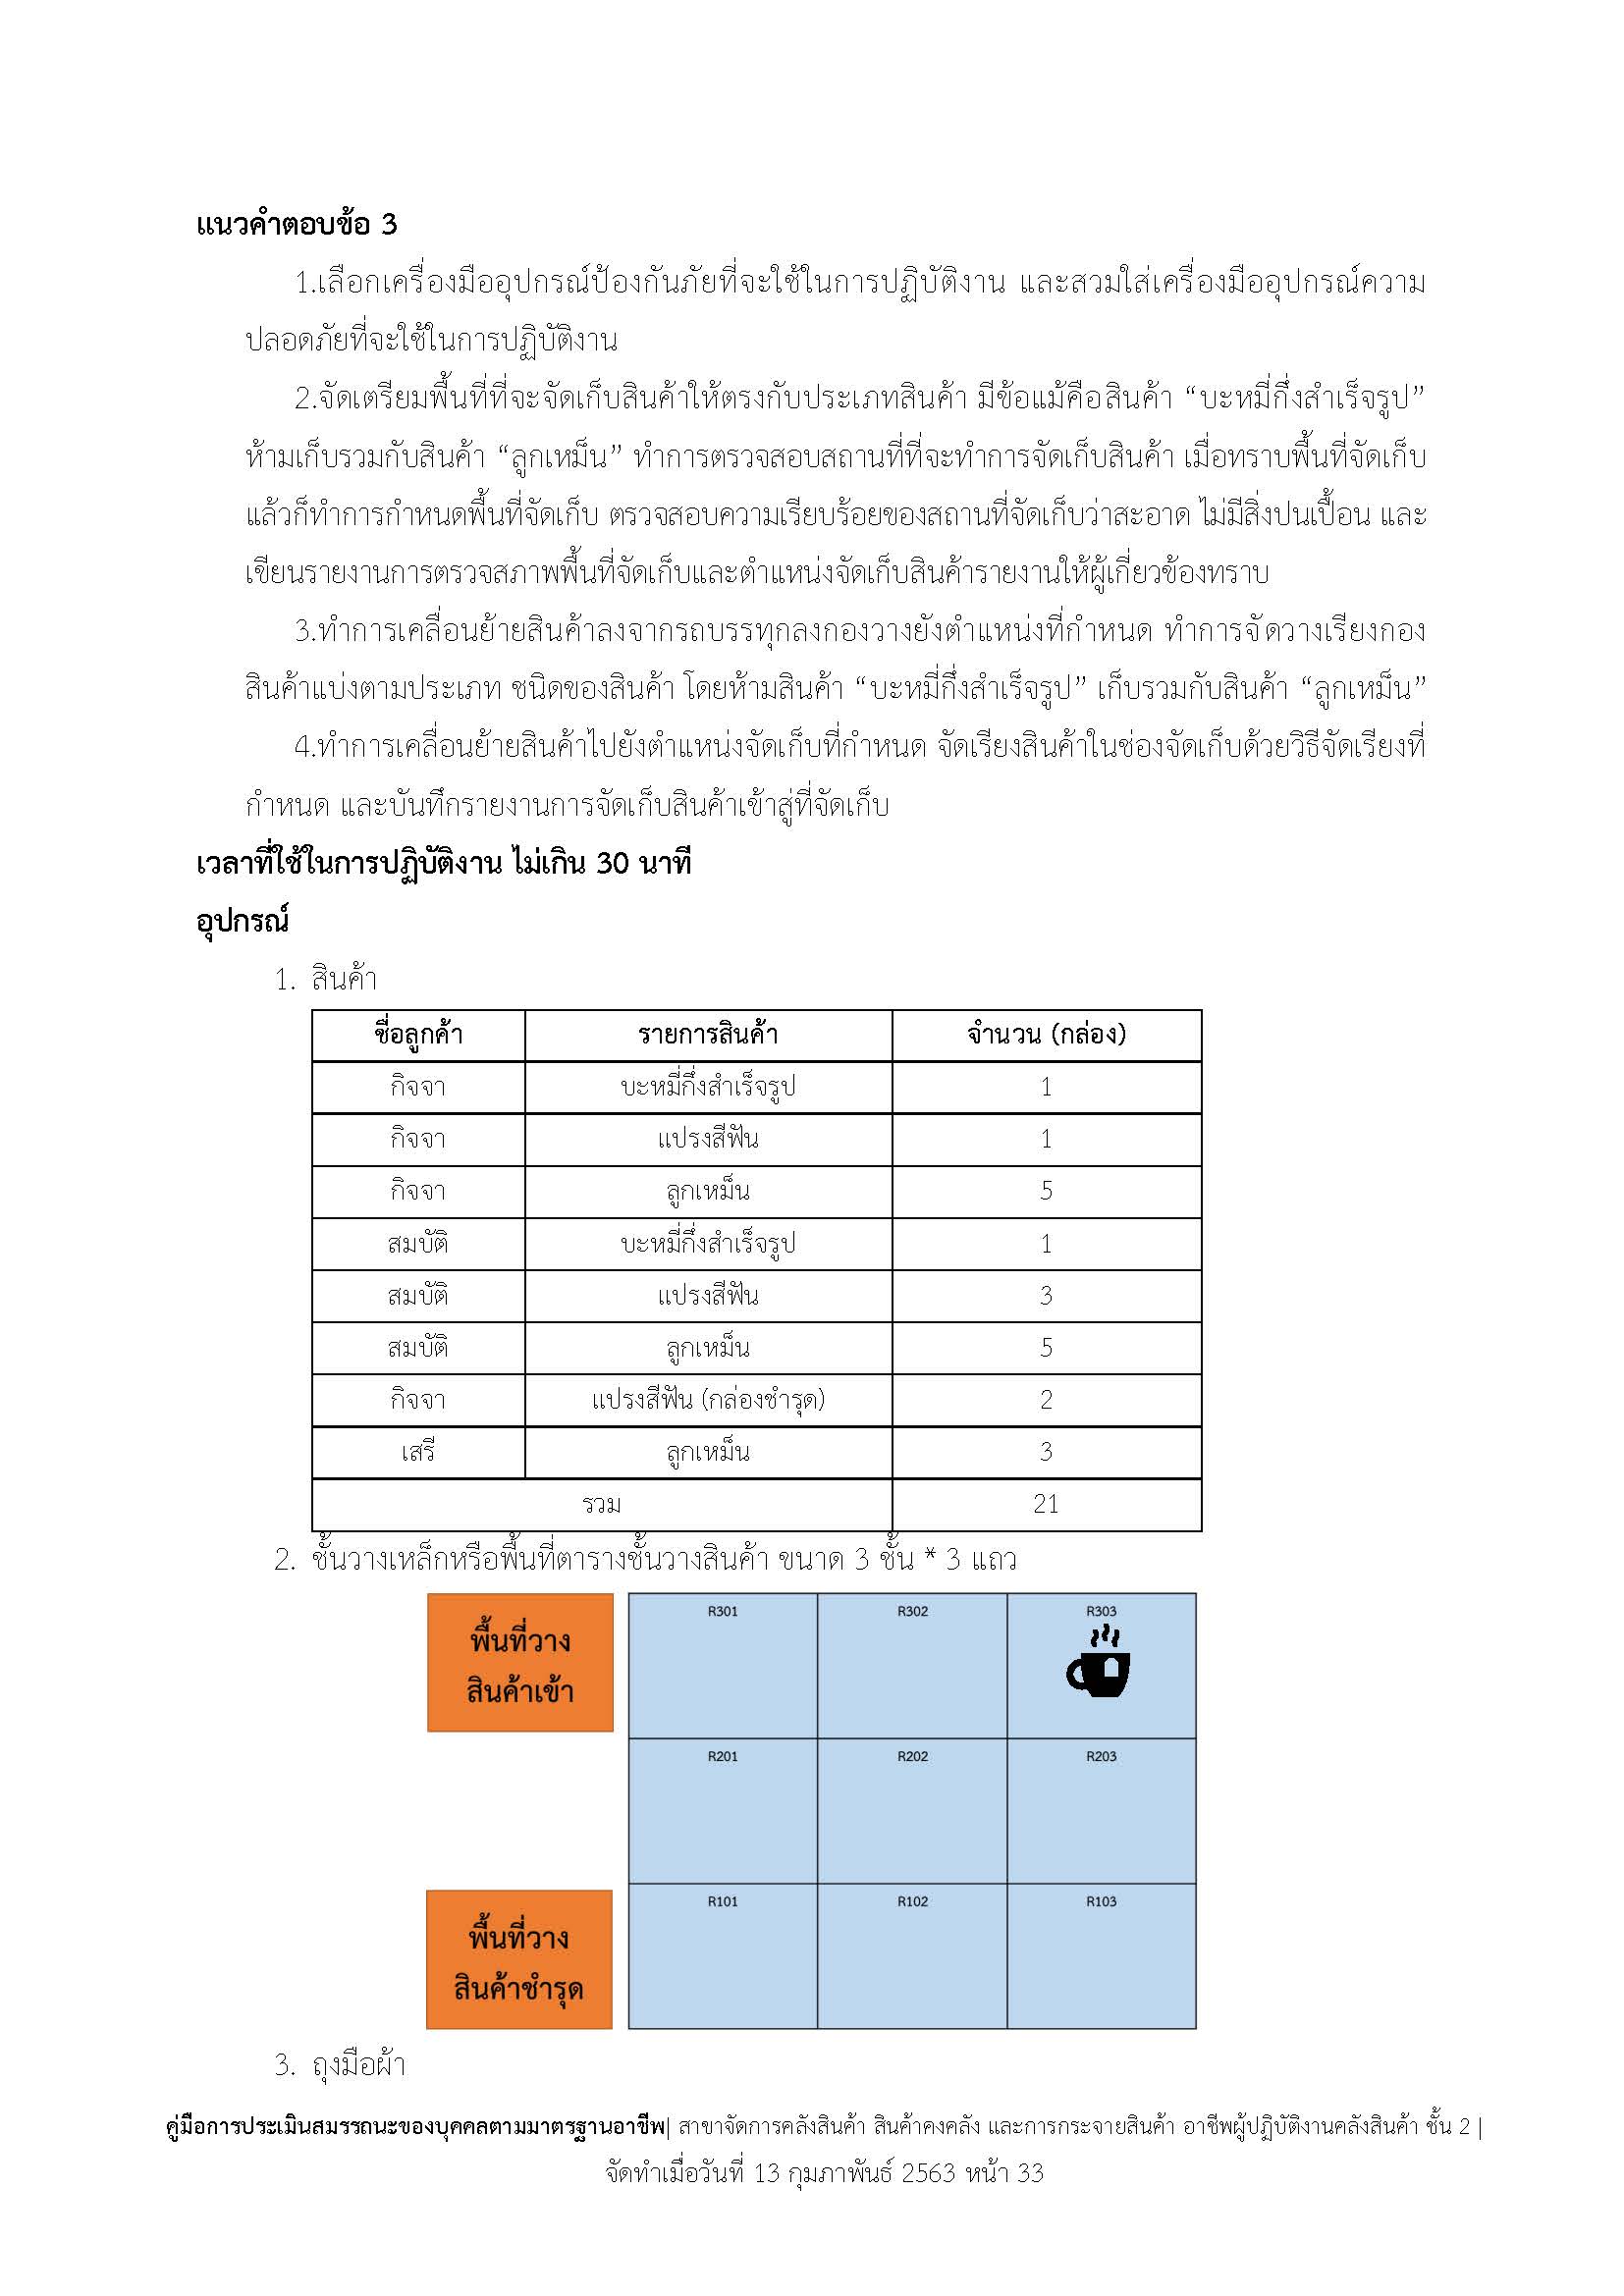 แนวคำตอบข้อ 3
1.เลือกเครื่องมืออุปกรณ์ป้องกันภัยที่จะใช้ในการปฏิบัติงาน และสวมใส่เครื่องมืออุปกรณ์ความ
ปลอดภัยที่จะใช้ในการปฏิบัติงาน
2.จัดเตรียมพื้นที่ที่จะจัดเก็บสินค้าให้ตรงกับประเภทสินค้า มีข้อแม้คือสินค้า “บะหมี่กึ่งสำเร็จรูป”
ห้ามเก็บรวมกับสินค้า “ลูกเหม็น” ทำการตรวจสอบสถานที่ที่จะทำการจัดเก็บสินค้า เมื่อทราบพื้นที่จัดเก็บ
แล้วก็ทำการกำหนดพื้นที่จัดเก็บ ตรวจสอบความเรียบร้อยของสถานที่จัดเก็บว่าสะอาด ไม่มีสิ่งปนเปื้อน และ
เขียนรายงานการตรวจสภาพพื้นที่จัดเก็บและตำแหน่งจัดเก็บสินค้ารายงานให้ผู้เกี่ยวข้องทราบ
3.ทำการเคลื่อนย้ายสินค้าลงจากรถบรรทุกลงกองวางยังตำแหน่งที่กำหนด ทำการจัดวางเรียงกอง
สินค้าแบ่งตามประเภท ชนิดของสินค้า โดยห้ามสินค้า “บะหมี่กึ่งสำเร็จรูป” เก็บรวมกับสินค้า “ลูกเหม็น”
4.ทำการเคลื่อนย้ายสินค้าไปยังตำแหน่งจัดเก็บที่กำหนด จัดเรียงสินค้าในช่องจัดเก็บด้วยวิธีจัดเรียงที่
กำหนด และบันทึกรายงานการจัดเก็บสินค้าเข้าสู่ที่จัดเก็บ
เวลาที่ใช้ในการปฏิบัติงาน ไม่เกิน 30 นาที
อุปกรณ์
1. สินค้า
ชื่อลูกค้า รายการสินค้า จำนวน (กล่อง)
กิจจา บะหมี่กึ่งสำเร็จรูป 1
กิจจา แปรงสีฟัน 1
กิจจา ลูกเหม็น 5
สมบัติ บะหมี่กึ่งสำเร็จรูป 1
สมบัติ แปรงสีฟัน 3
สมบัติ ลูกเหม็น 5
กิจจา แปรงสีฟัน (กล่องชำรุด) 2
เสรี ลูกเหม็น 3
รวม 21
2. ชั้นวางเหล็กหรือพื้นที่ตารางชั้นวางสินค้า ขนาด 3 ชั้น * 3 แถว
พื้นที่วาง
สินค้าเข้า
R301 R302 R303
R201 R202 R203
R101 R102 R103
พื้นที่วาง
สินค้าชำรุด
3. ถุงมือผ้า
คู่มือการประเมินสมรรถนะของบุคคลตามมาตรฐานอาชีพ| สาขาจัดการคลังสินค้า สินค้าคงคลัง และการกระจายสินค้า อาชีพผู้ปฏิบัติงานคลังสินค้า ชั้น 2 |
จัดทำเมื่อวันที่ 13 กุมภาพันธ์ 2563 หน้า 33